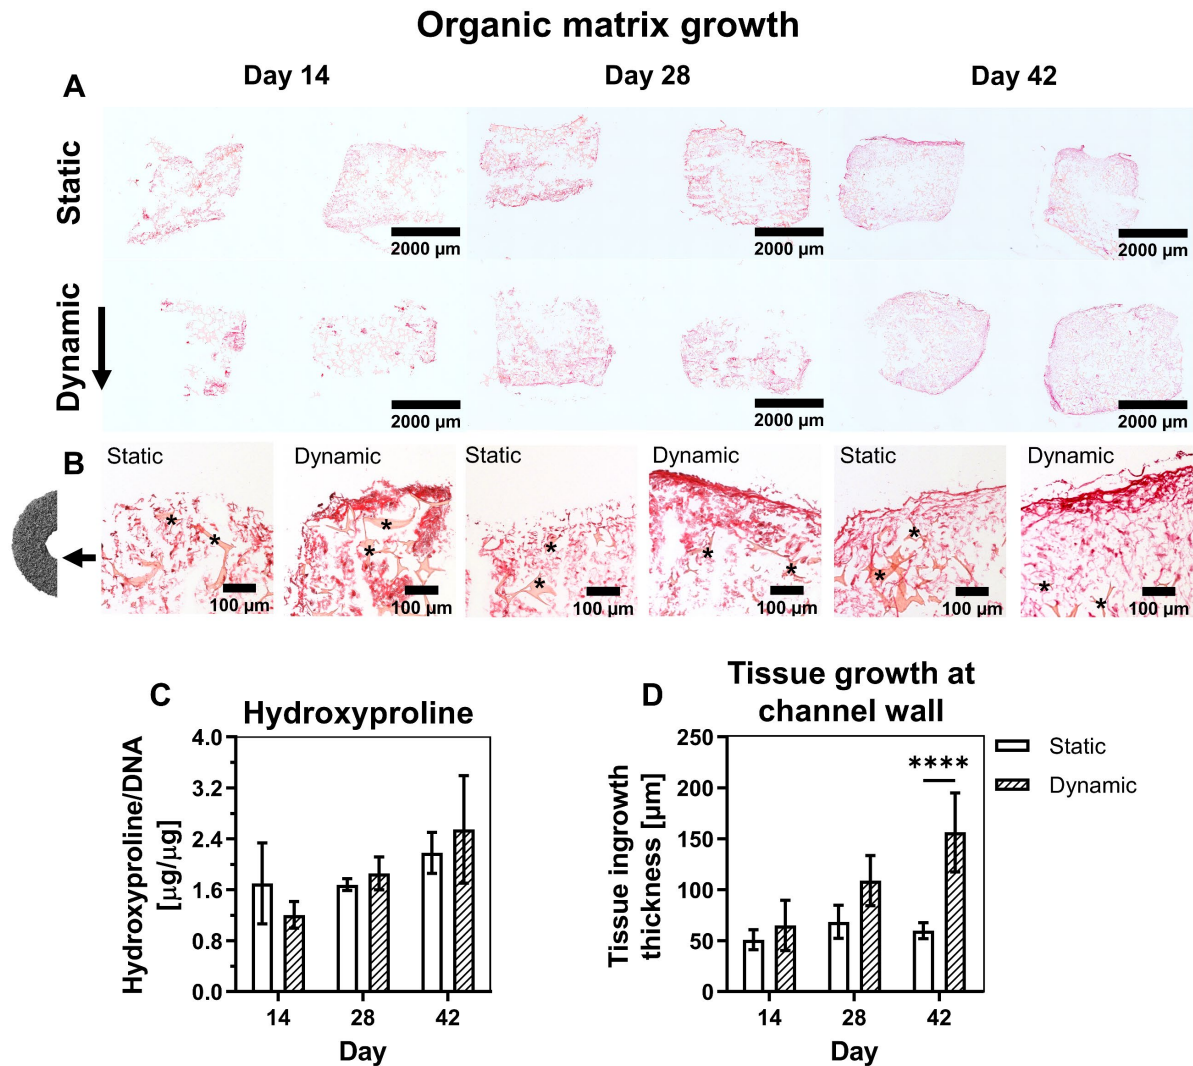 Organic matrix growth
A
Day 14
Day 28
Day 42
Static
2000 µm
2000 µm
2000 µm
Dynamic
2000 µm
2000 µm
2000 µm
B
Static
Dynamic
Static
Dynamic
Static
Dynamic
*
*
*
*
*
*
*
*
*
*
*
*
100 µm
100 µm
100 µm
100 µm
100 µm
100 µm
C
Hydroxyproline
Hydroxyproline/DNA
[µg/µg]
4.0
3.2
2.4
1.6
0.8
0.0
14
28
42
Day
D
Tissue growth at
channel wall
Tissue ingrowth
thickness [µm]
250
200
150
100
50
0
****
14
28
42
Day
Static
Dynamic